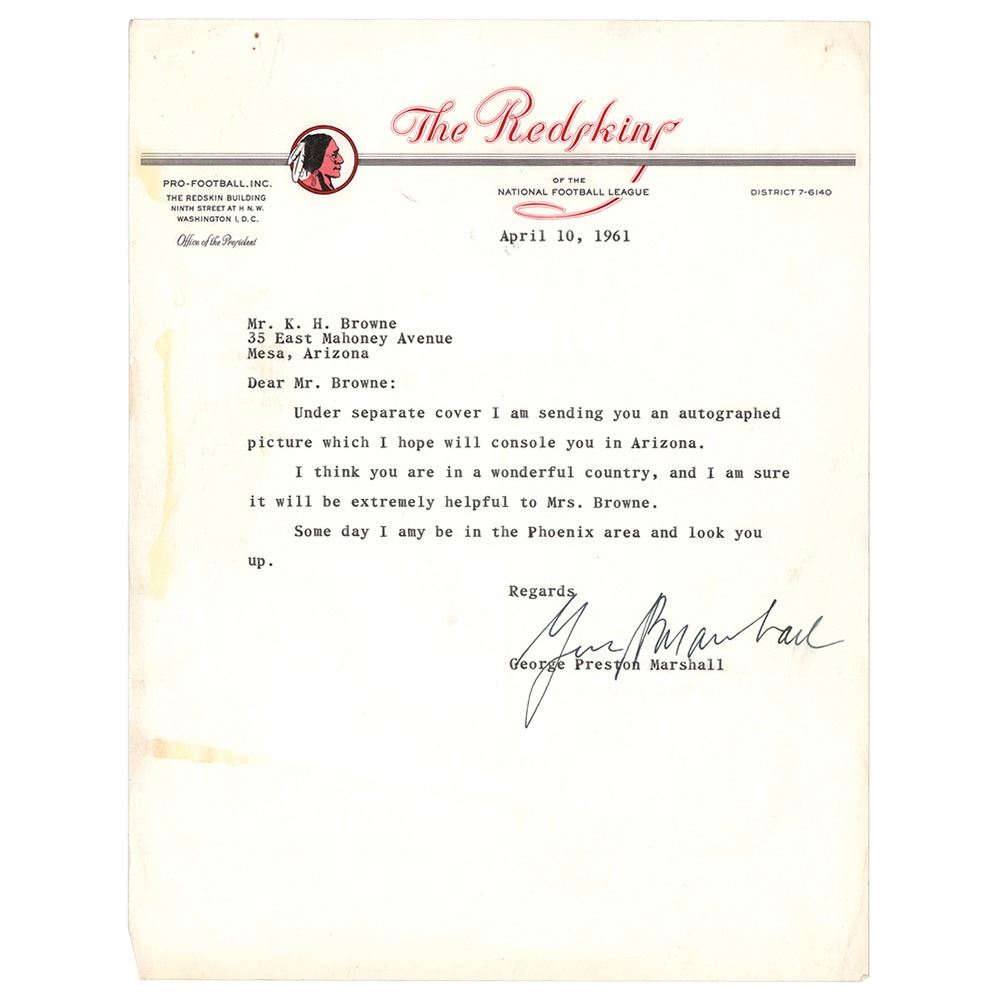 The Redskins
PRO-FOOTBALL, INC.
THE REDSKIN BUILDING
NINTH STREET AT H N.W.
WASHINGTON 1, D.C.
Office of the President
OF THE
NATIONAL FOOTBALL LEAGUE
DISTRICT 7-6140
April 10, 1961
Mr. K. H. Browne
35 East Mahoney Avenue
Mesa, Arizona
Dear Mr. Browne:
Under separate cover I am sending you an autographed
picture which I hope will console you in Arizona.
I think you are in a wonderful country, and I am sure
it will be extremely helpful to Mrs. Browne.
Some day I amy be in the Phoenix area and look you
up.
Regards
George Preston Marshall